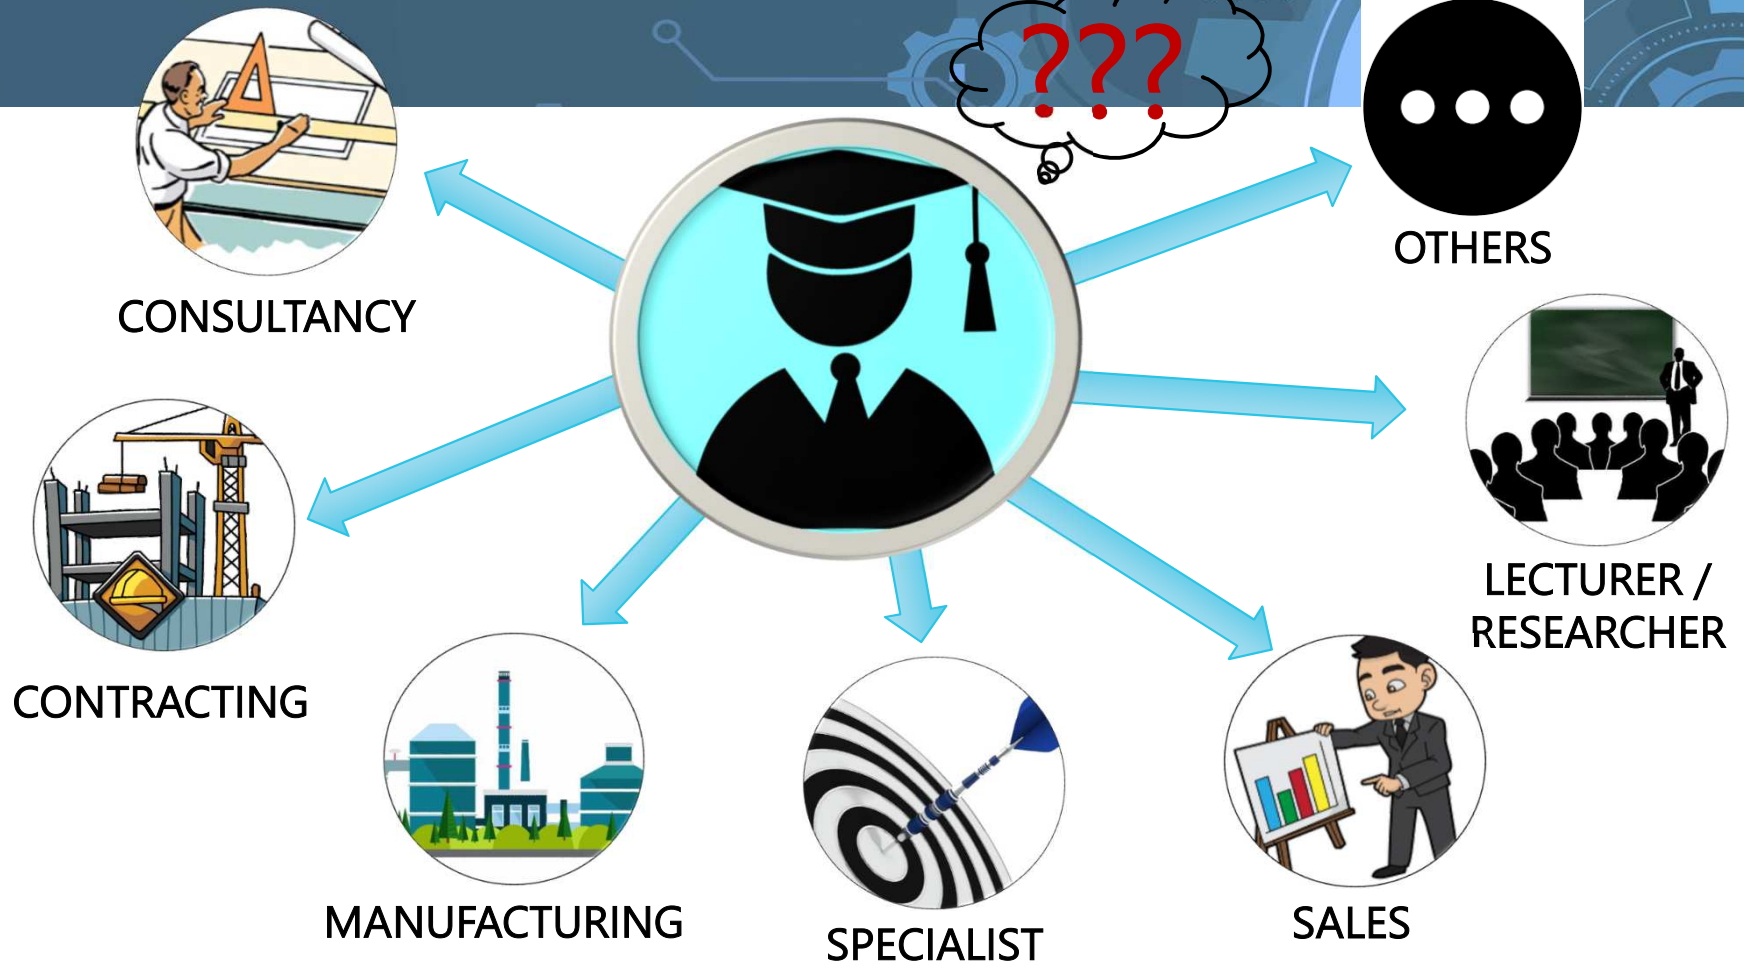 ???
OTHERS
CONSULTANCY
LECTURER /
RESEARCHER
CONTRACTING
MANUFACTURING
SPECIALIST
SALES